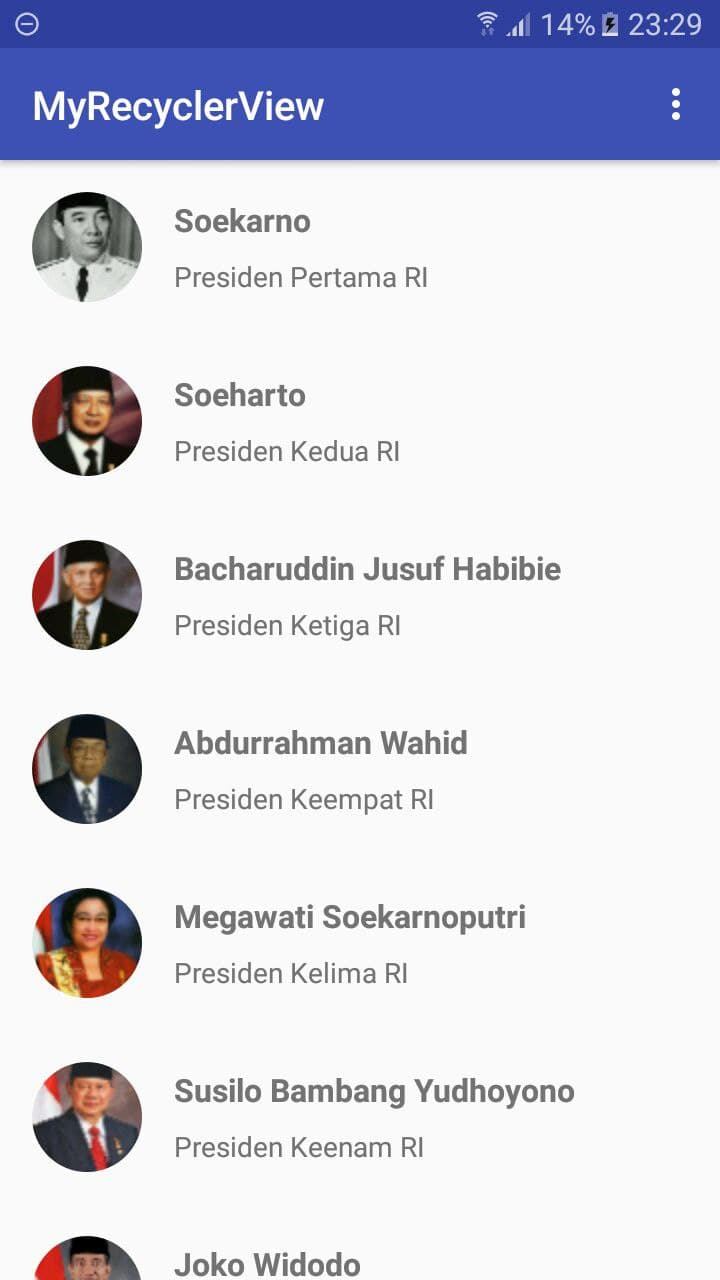 14% 23:29
MyRecyclerView
Soekarno
Presiden Pertama RI
Soeharto
Presiden Kedua RI
Bacharuddin Jusuf Habibie
Presiden Ketiga RI
Abdurrahman Wahid
Presiden Keempat RI
Megawati Soekarnoputri
Presiden Kelima RI
Susilo Bambang Yudhoyono
Presiden Keenam RI
Joko Widodo